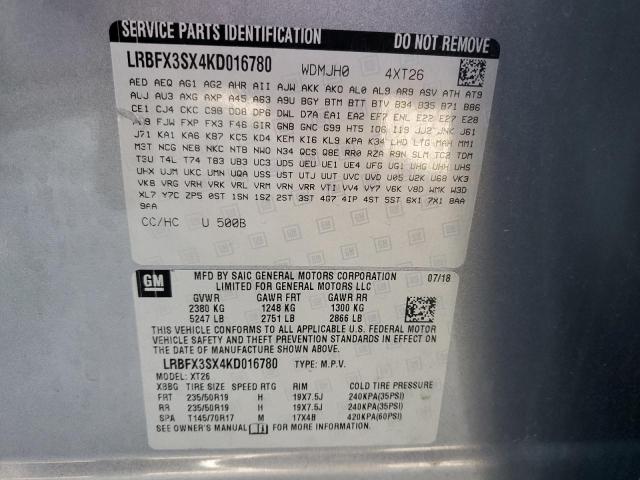 SERVICE PARTS IDENTIFICATION DO NOT REMOVE
LRBFX3SX4KD016780 WDMJH0 4XT26
AED AEQ AG1 AG2 AHR AII AJW AKK AKO AL0 AL9 AR9 ASV ATH AT9
AUJ AU3 AXG AXP A45 A63 A9U BGY BTM BTT BTV B34 B35 B71 B86
CE1 CJ4 CKC C98 DD8 DP6 DWL D7A EA1 EA2 EF7 ENL E22 E27 E28
FJW FXP FX3 F46 GIR GNB GNC G99 HT5 IO6 I19 JJ2 JNK J61
J71 KA1 KA6 KB7 KC5 KD4 KEM KI6 KL9 KPA K34 LHD LFG MAH MM1
M3T NCG NE8 NKC NTB NWC N34 QCS Q8E RR0 RZA R9N SLM TC2 TDM
T3U T4L T74 T83 UB3 UC3 UD5 UEU UE1 UE4 UFG UG1 UHG UHH UHS
UHX UJM UKC UMN UQA USS UST UTJ UUT UVC UVD U05 U2K U68 VK3
VK8 VRG VRH VRK VRL VRM VRN VTI VT7 VV4 VY7 V6K V8D WMK W3D
XL7 Y7C ZP5 0ST 1SN 1SZ 2ST 3ST 4G7 4IP 4ST 5ST 6X1 7X1 8AA
9AA
CC/HC U 500B
GM MFD BY SAIC GENERAL MOTORS CORPORATION 07/18
LIMITED FOR GENERAL MOTORS LLC
GVWR GAWR FRT GAWR RR
2380 KG 1248 KG 1300 KG
5247 LB 2751 LB 2866 LB
THIS VEHICLE CONFORMS TO ALL APPLICABLE U.S. FEDERAL MOTOR
VEHICLE SAFETY, BUMPER, AND THEFT PREVENTION STANDARDS IN EFFECT
ON THE DATE OF MANUFACTURE SHOWN ABOVE.
LRBFX3SX4KD016780 TYPE: M.P.V.
MODEL: XT26
XBBG TIRE SIZE SPEED RTG RIM COLD TIRE PRESSURE
FRT 235/50R19 H 19X7.5J 240KPA(35PSI)
RR 235/50R19 H 19X7.5J 240KPA(35PSI)
SPA T145/70R17 M 17X4B 420KPA(60PSI)
SEE OWNER'S MANUAL FOR MORE INFORMATION.